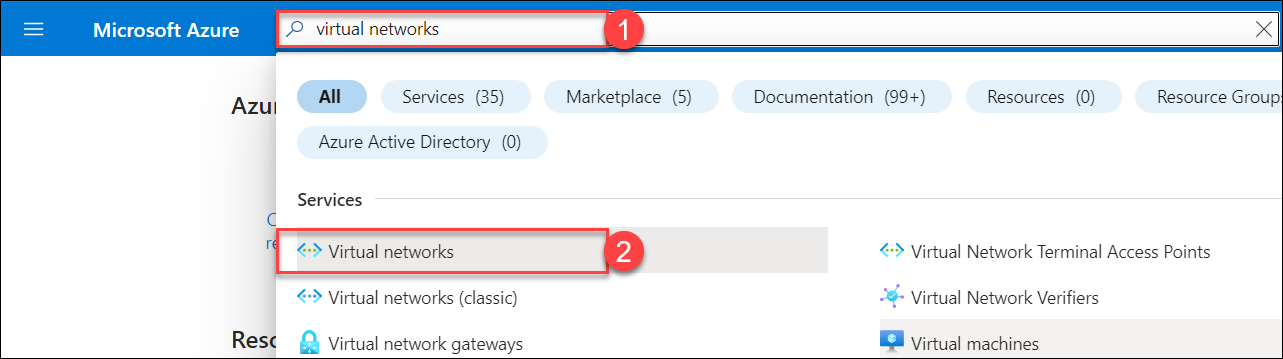 Microsoft Azure virtual networks 1
All Services (35) Marketplace (5) Documentation (99+) Resources (0) Resource Group
Azure Active Directory (0)
Azu
Services
Virtual networks 2 Virtual Network Terminal Access Points
re
Virtual networks (classic) Virtual Network Verifiers
Reso
Virtual network gateways Virtual machines